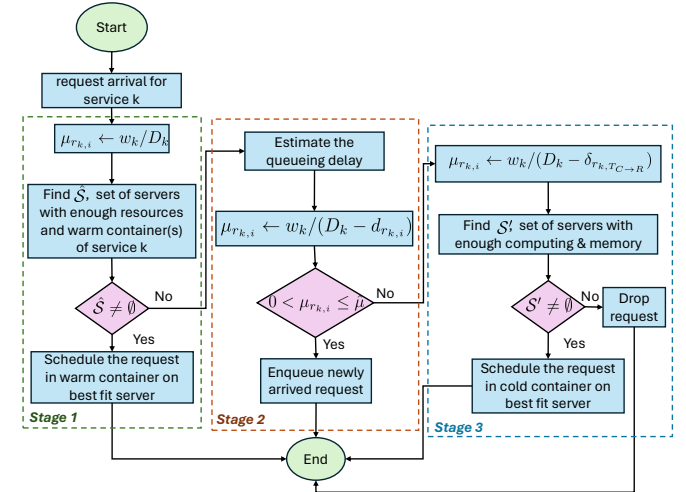 Start
request arrival for
service k
μ_{r_{k,i}} ← w_k/D_k
Find Ŝ, set of servers
with enough resources
and warm container(s)
of service k
Ŝ ≠ ∅
No
Yes
Schedule the request
in warm container on
best fit server
Stage 1
Estimate the
queueing delay
μ_{r_{k,i}} ← w_k/(D_k − d_{r_{k,i}})
0 < μ_{r_{k,i}} ≤ μ̂
No
Yes
Enqueue newly
arrived request
Stage 2
μ_{r_{k,i}} ← w_k/(D_k − δ_{r_k,T_{C→R}})
Find S′, set of servers with
enough computing & memory
S′ ≠ ∅
No
Drop
request
Yes
Schedule the request
in cold container on
best fit server
Stage 3
End